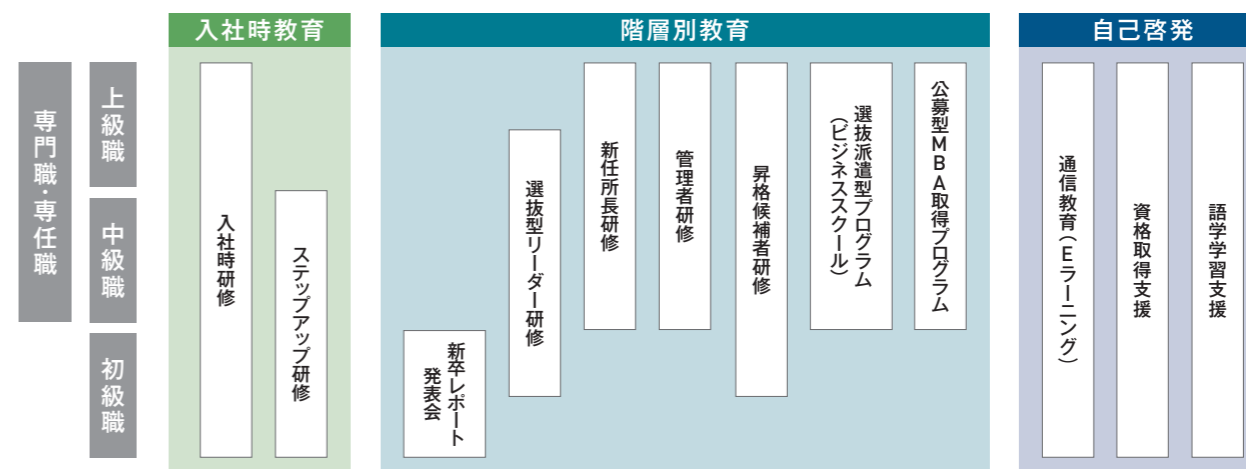 入社時教育
階層別教育
自己啓発
専門職・専任職
上級職
中級職
初級職
入社時研修
ステップアップ研修
新卒レポート
発表会
選抜型リーダー研修
新任所長研修
管理者研修
昇格候補者研修
選抜派遣型プログラム
（ビジネススクール）
公募型MBA取得プログラム
通信教育（Eラーニング）
資格取得支援
語学学習支援